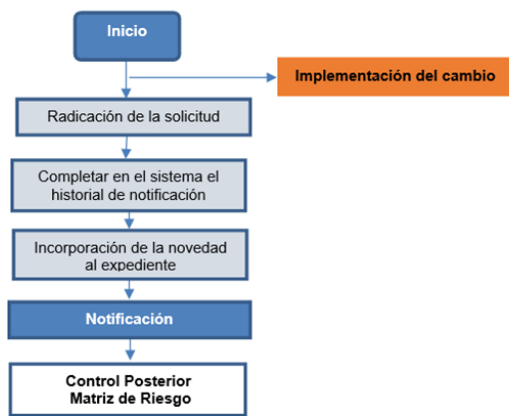 Inicio
Implementación del cambio
Radicación de la solicitud
Completar en el sistema el
historial de notificación
Incorporación de la novedad
al expediente
Notificación
Control Posterior
Matriz de Riesgo